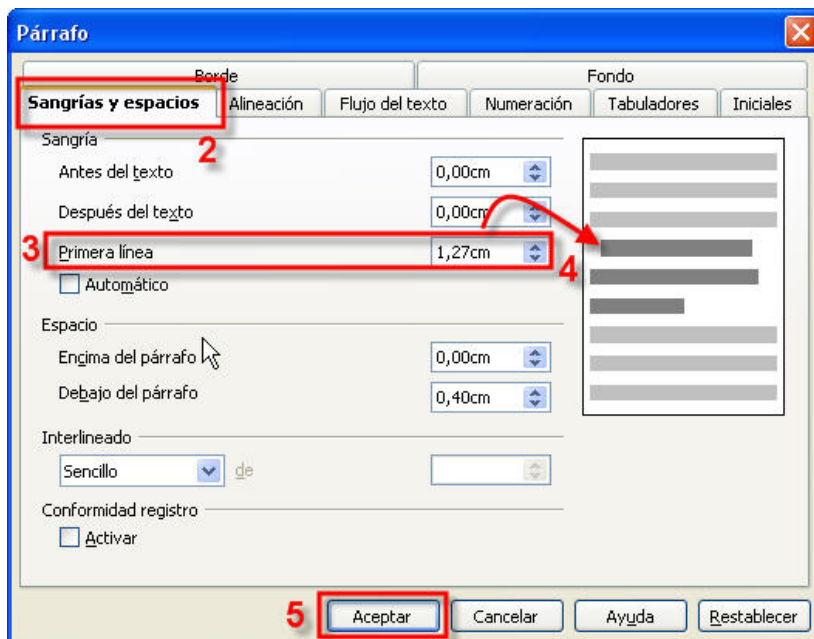 Párrafo
Borde Fondo
Sangrías y espacios Alineación Flujo del texto Numeración Tabuladores Iniciales
2
Sangría
Antes del texto 0,00cm
Después del texto 0,00cm
3 Primera línea 1,27cm 4
Automático
Espacio
Encima del párrafo 0,00cm
Debajo del párrafo 0,40cm
Interlineado
Sencillo de
Conformidad registro
Activar
5 Aceptar Cancelar Ayuda Restablecer